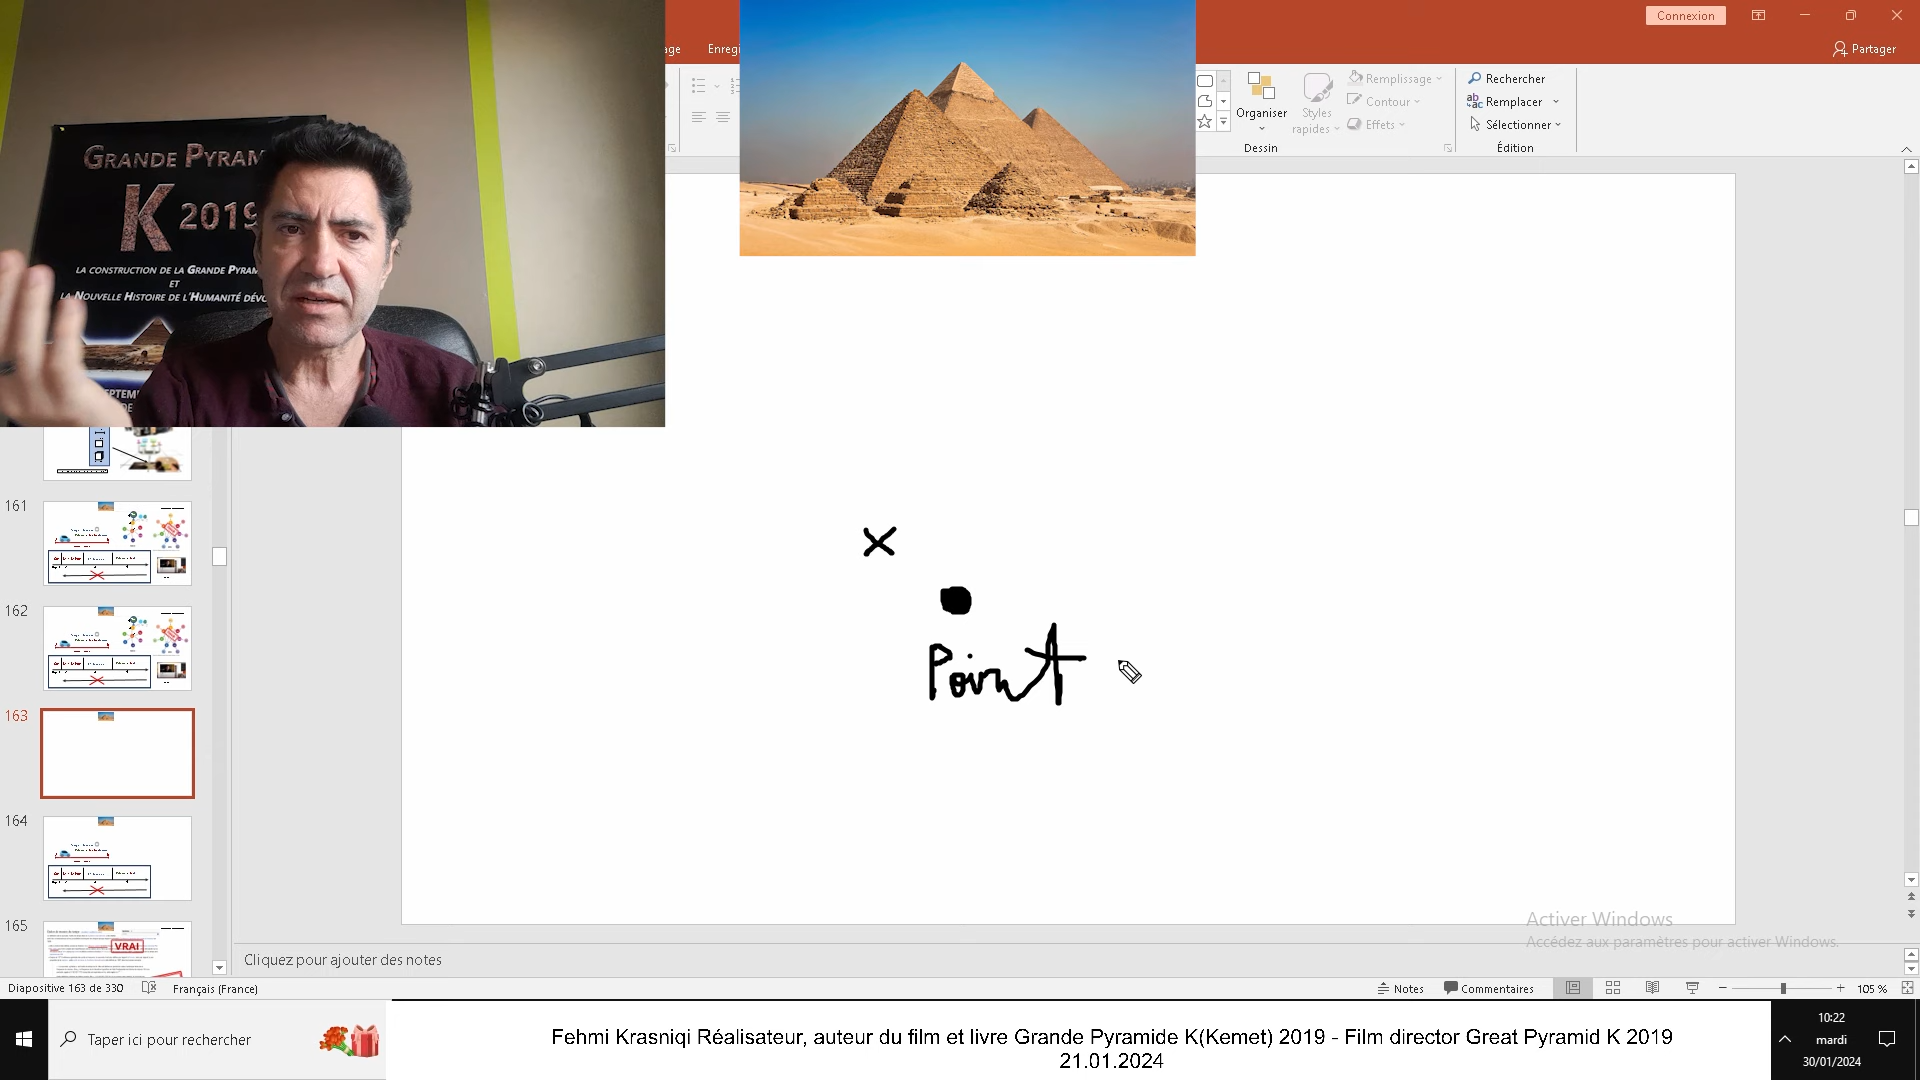 Connexion
age Enregi
Partager
GRANDE PYRAM
K 2019
LA CONSTRUCTION DE LA GRANDE PYRAM
ET
LA NOUVELLE HISTOIRE DE L'HUMANITÉ DÉVO
SEPTEM
DE
Organiser
Styles
rapides
Remplissage
Contour
Effets
Dessin
Rechercher
Remplacer
Sélectionner
Édition
x
Point
161
162
163
164
165
VRAI
Activer Windows
Accédez aux paramètres pour activer Windows.
Cliquez pour ajouter des notes
Diapositive 163 de 330 Français (France)
Notes Commentaires 105 %
Taper ici pour rechercher
Fehmi Krasniqi Réalisateur, auteur du film et livre Grande Pyramide K(Kemet) 2019 - Film director Great Pyramid K 2019
21.01.2024
10:22
mardi
30/01/2024